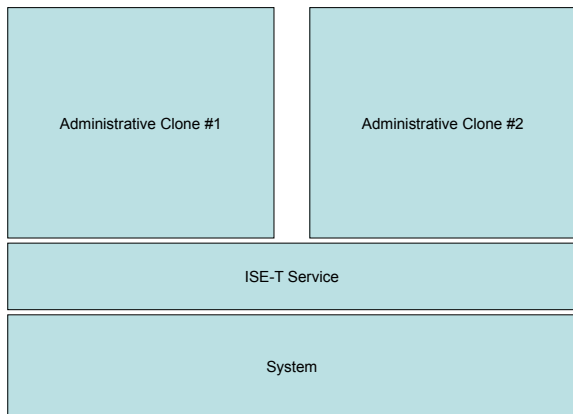 Administrative Clone #1
Administrative Clone #2
ISE-T Service
System